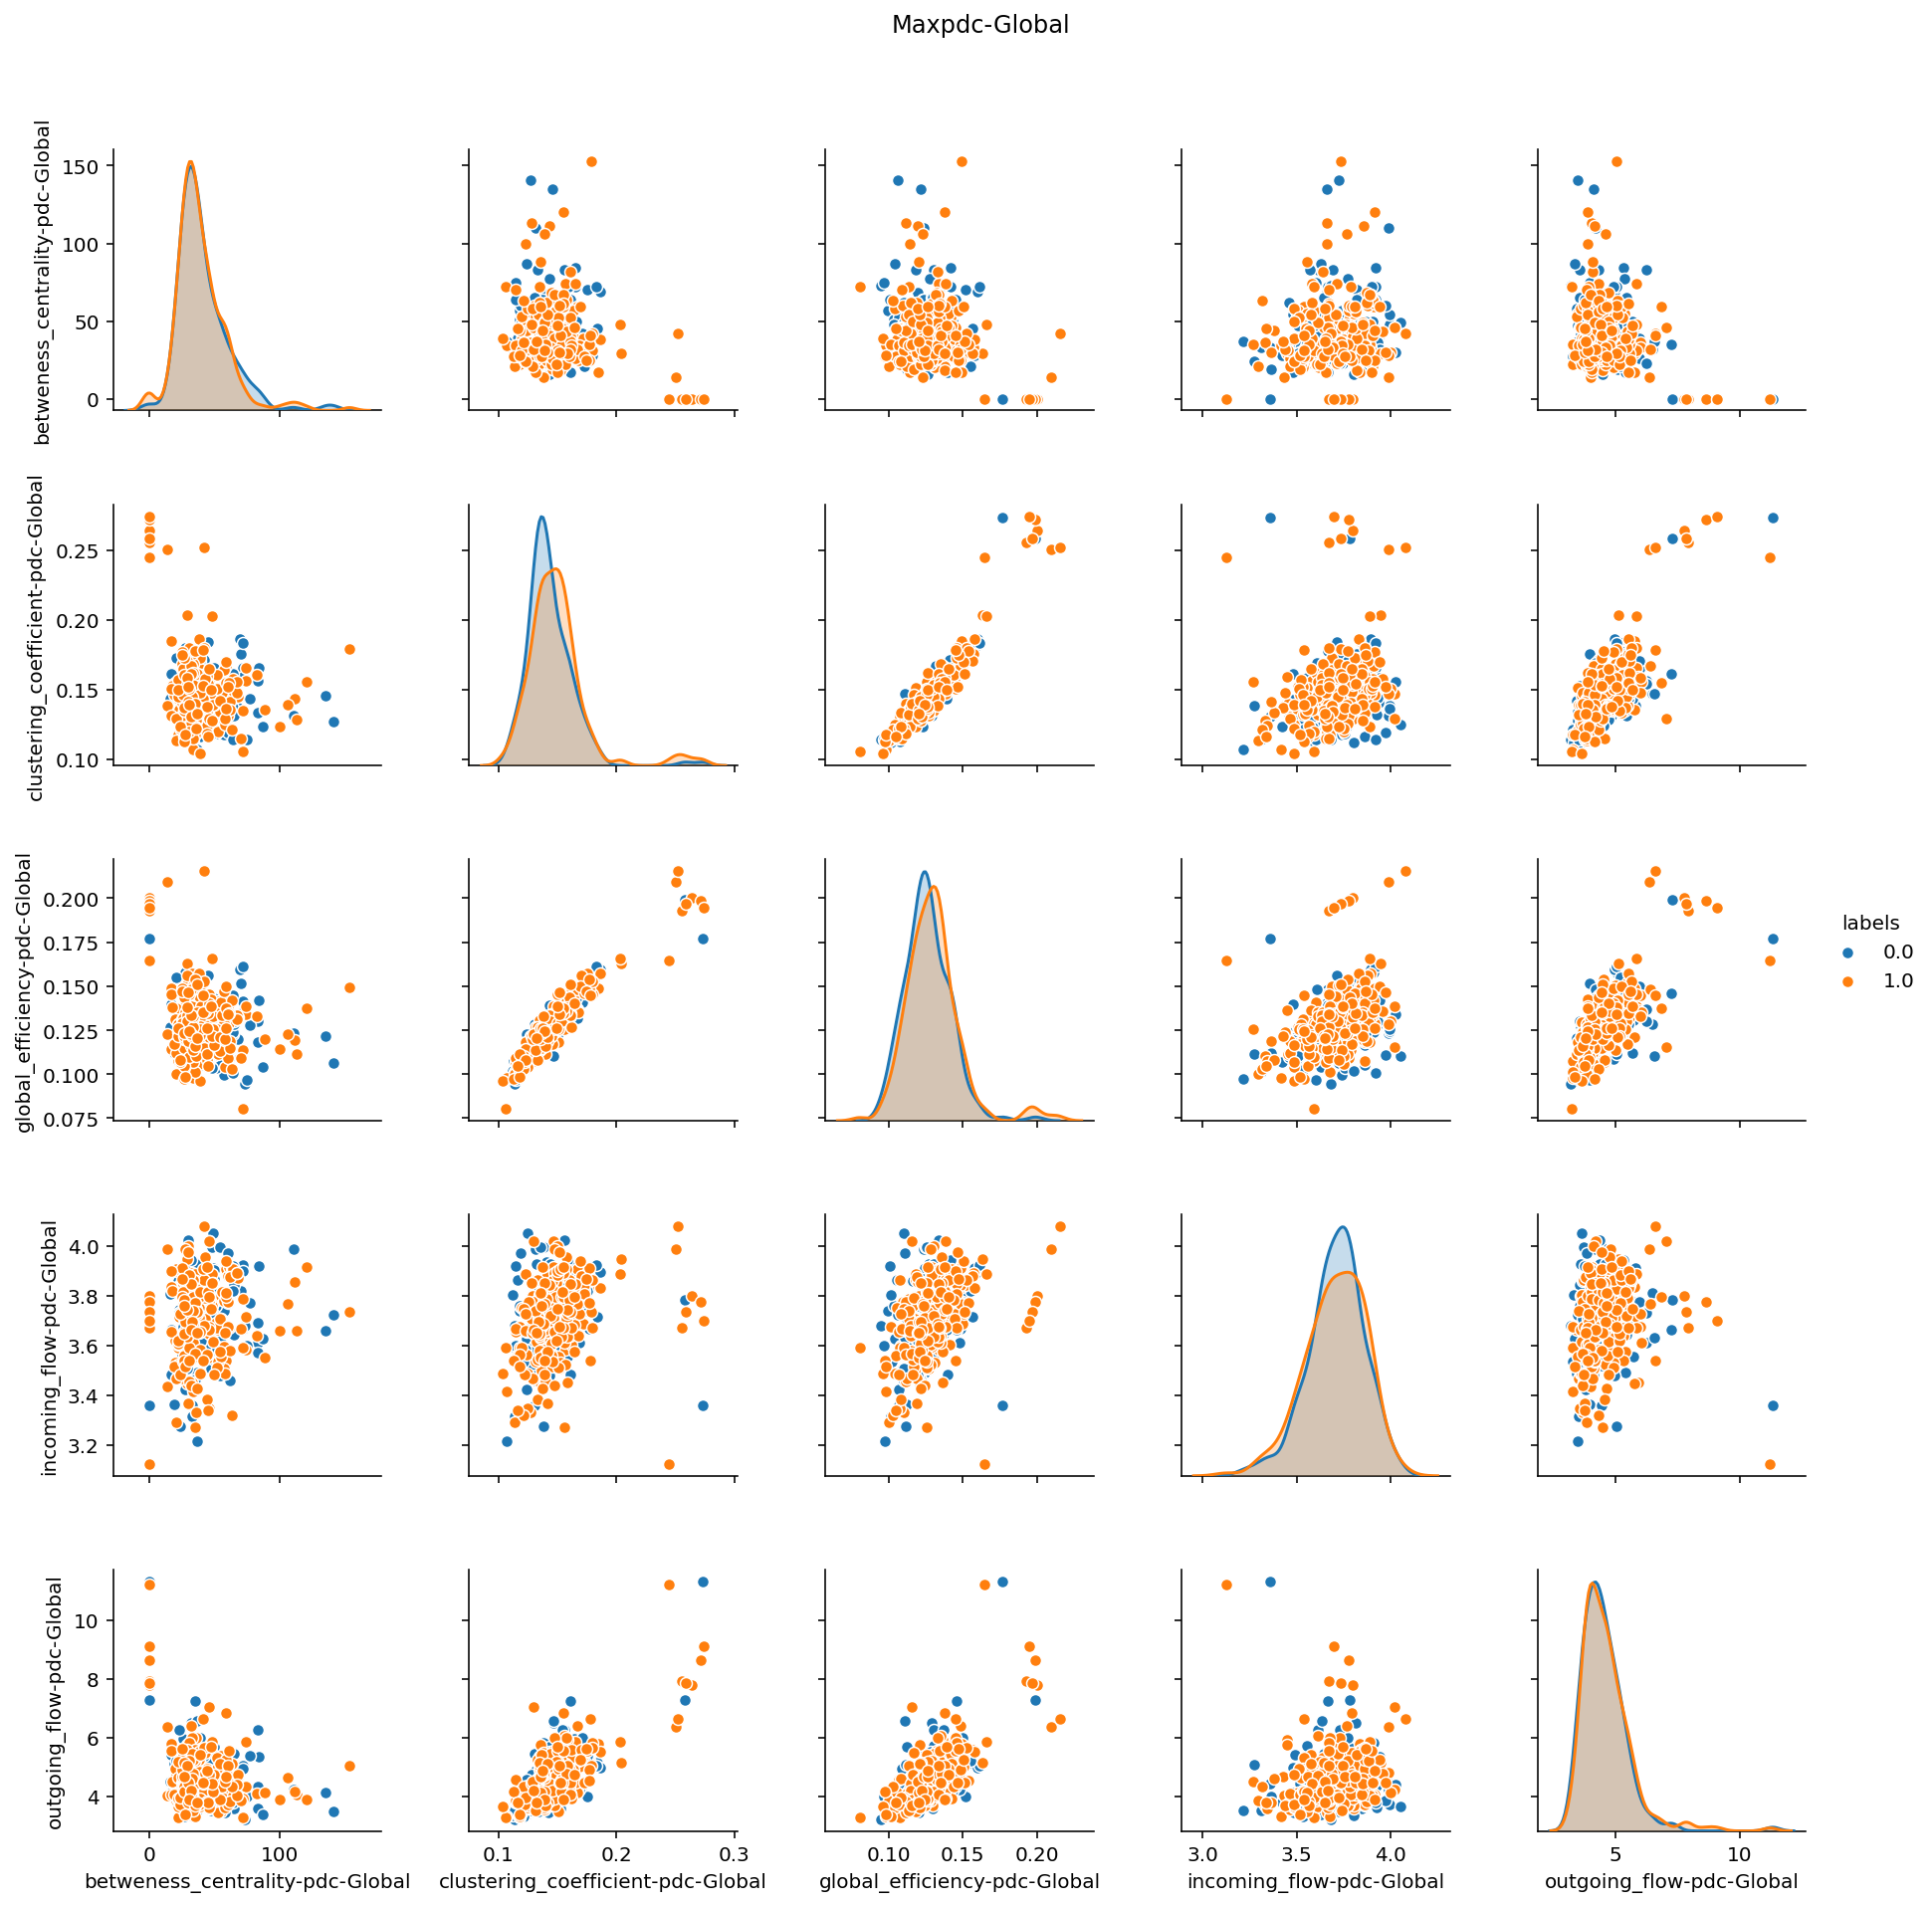 Maxpdc-Global
betweness_centrality-pdc-Global
150
100
50
0
clustering_coefficient-pdc-Global
0.25
0.20
0.15
0.10
global_efficiency-pdc-Global
0.200
0.175
0.150
0.125
0.100
0.075
labels
0.0
1.0
incoming_flow-pdc-Global
4.0
3.8
3.6
3.4
3.2
outgoing_flow-pdc-Global
10
8
6
4
0 100 0.1 0.2 0.3 0.10 0.15 0.20 3.0 3.5 4.0 5 10
betweness_centrality-pdc-Global clustering_coefficient-pdc-Global global_efficiency-pdc-Global incoming_flow-pdc-Global outgoing_flow-pdc-Global